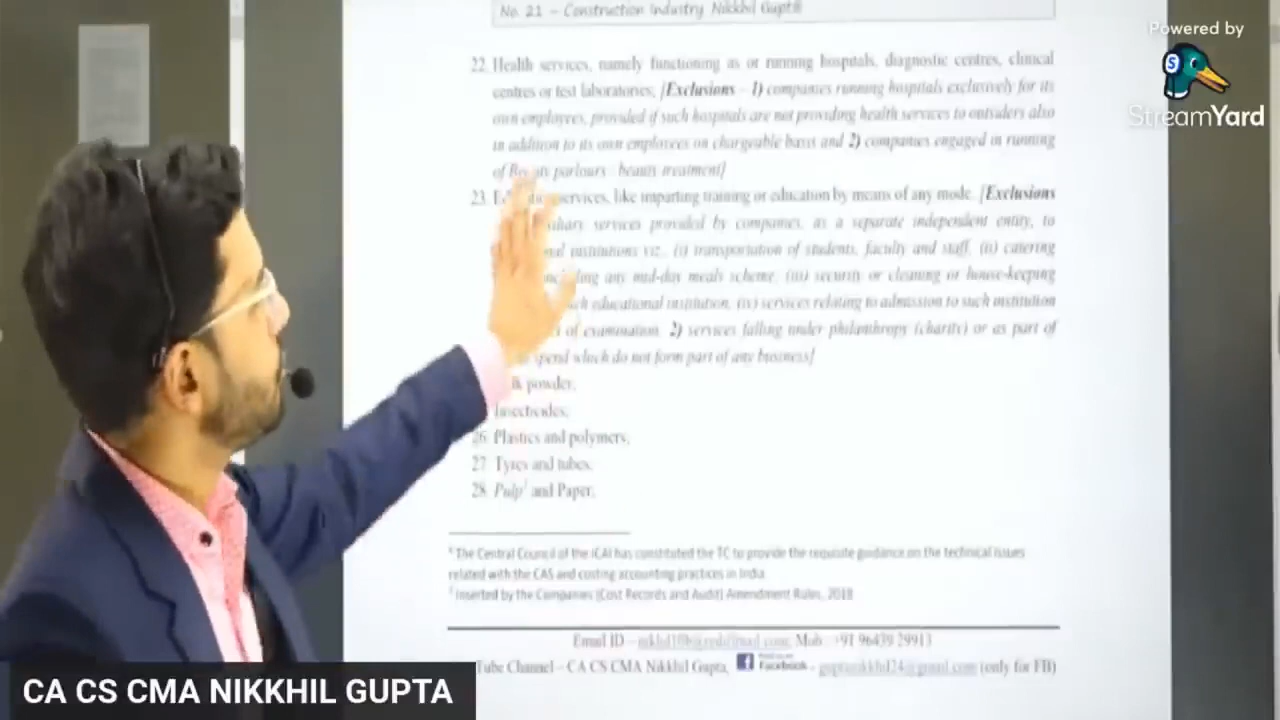 No. 21 – Construction Industry Nikkhil Gupta®
Powered by
StreamYard
22. Health services, namely functioning as or running hospitals, diagnostic centres, clinical
centres or test laboratories; [Exclusions – 1) companies running hospitals exclusively for its
own employees, provided if such hospitals are not providing health services to outsiders also
in addition to its own employees on chargeable basis and 2) companies engaged in running
of parlours beauty treatment]
23. services, like imparting training or education by means of any mode. [Exclusions
services provided by companies, as a separate independent entity, to
institutions viz., (i) transportation of students, faculty and staff, (ii) catering
any mid-day meals scheme, (iii) security or cleaning or house-keeping
educational institution, (iv) services relating to admission to such institution
of examination. 2) services falling under philanthropy (charity) or as part of
spend which do not form part of any business]
powder;
Insecticides;
26. Plastics and polymers;
27. Tyres and tubes;
28. Pulp and Paper;
The Central Council of the ICAI has constituted the TC to provide the requisite guidance on the technical issues
related with the CAS and costing accounting practices in India
Inserted by the Companies (Cost Records and Audit) Amendment Rules, 2018
Email ID – Mob. +91 96439 29913
Tube Channel – CA CS CMA Nikkhil Gupta, Facebook - (only for FB)
CA CS CMA NIKKHIL GUPTA